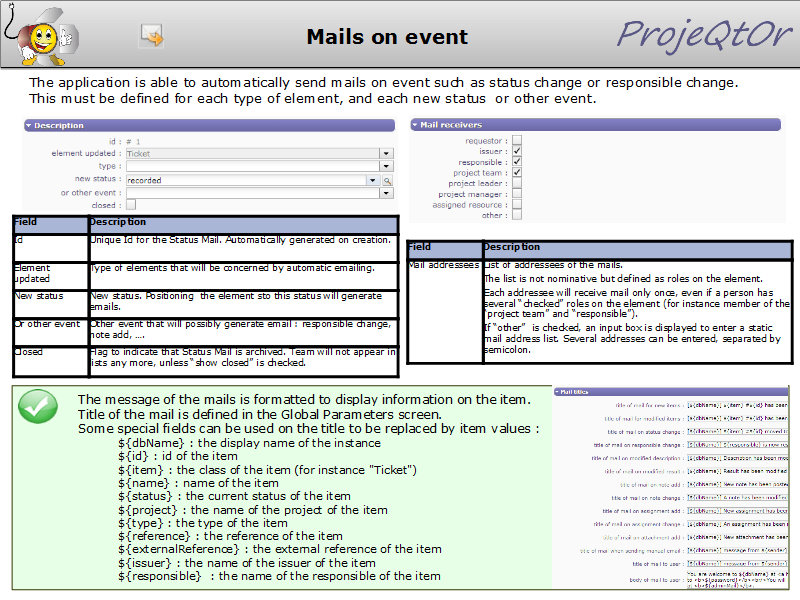 Mails on event
ProjeQtOr
The application is able to automatically send mails on event such as status change or responsible change.
This must be defined for each type of element, and each new status or other event.
Description
id : # 1
element updated : Ticket
type :
new status : recorded
or other event :
closed :
Mail receivers
requestor :
issuer :
responsible :
project team :
project leader :
project manager :
assigned resource :
other :
Field Description
Id Unique Id for the Status Mail. Automatically generated on creation.
Element Type of elements that will be concerned by automatic emailing.
updated
New status New status. Positioning the element sto this status will generate
emails.
Or other event Other event that will possibly generate email : responsible change,
note add, ....
Closed Flag to indicate that Status Mail is archived. Team will not appear in
lists any more, unless “show closed” is checked.
Field Description
Mail addressees List of addressees of the mails.
The list is not nominative but defined as roles on the element.
Each addressee will receive mail only once, even if a person has
several “checked” roles on the element (for instance member of the
“project team” and “responsible”).
If “other” is checked, an input box is displayed to enter a static
mail address list. Several addresses can be entered, separated by
semicolon.
The message of the mails is formatted to display information on the item.
Title of the mail is defined in the Global Parameters screen.
Some special fields can be used on the title to be replaced by item values :
${dbName} : the display name of the instance
${id} : id of the item
${item} : the class of the item (for instance "Ticket")
${name} : name of the item
${status} : the current status of the item
${project} : the name of the project of the item
${type} : the type of the item
${reference} : the reference of the item
${externalReference} : the external reference of the item
${issuer} : the name of the issuer of the item
${responsible} : the name of the responsible of the item
Mail titles
title of mail for new items : [${dbName}] ${item} #${id} has been
title of mail for modified items : [${dbName}] ${item} #${id} has been
title of mail on status change : [${dbName}] ${item} #${id} moved t
title of mail on responsible change : [${dbName}] ${responsible} is now res
title of mail on modified description : [${dbName}] Description has been mo
title of mail on modified result : [${dbName}] Result has been modified
title of mail on note add : [${dbName}] New note has been poste
title of mail on note change : [${dbName}] A note has been modified
title of mail on assignment add : [${dbName}] New assignment has been
title of mail on assignment change : [${dbName}] An assignment has been
title of mail on attachment add : [${dbName}] New attachment has been
title of mail when sending manual email : [${dbName}] message from ${sender}
title of mail to user : [${dbName}] message from ${sender}
body of mail to user : You are welcome to ${dbName} at <a h
to <b>${password}</b><br/>You will
at <b>${adminMail}</b>.